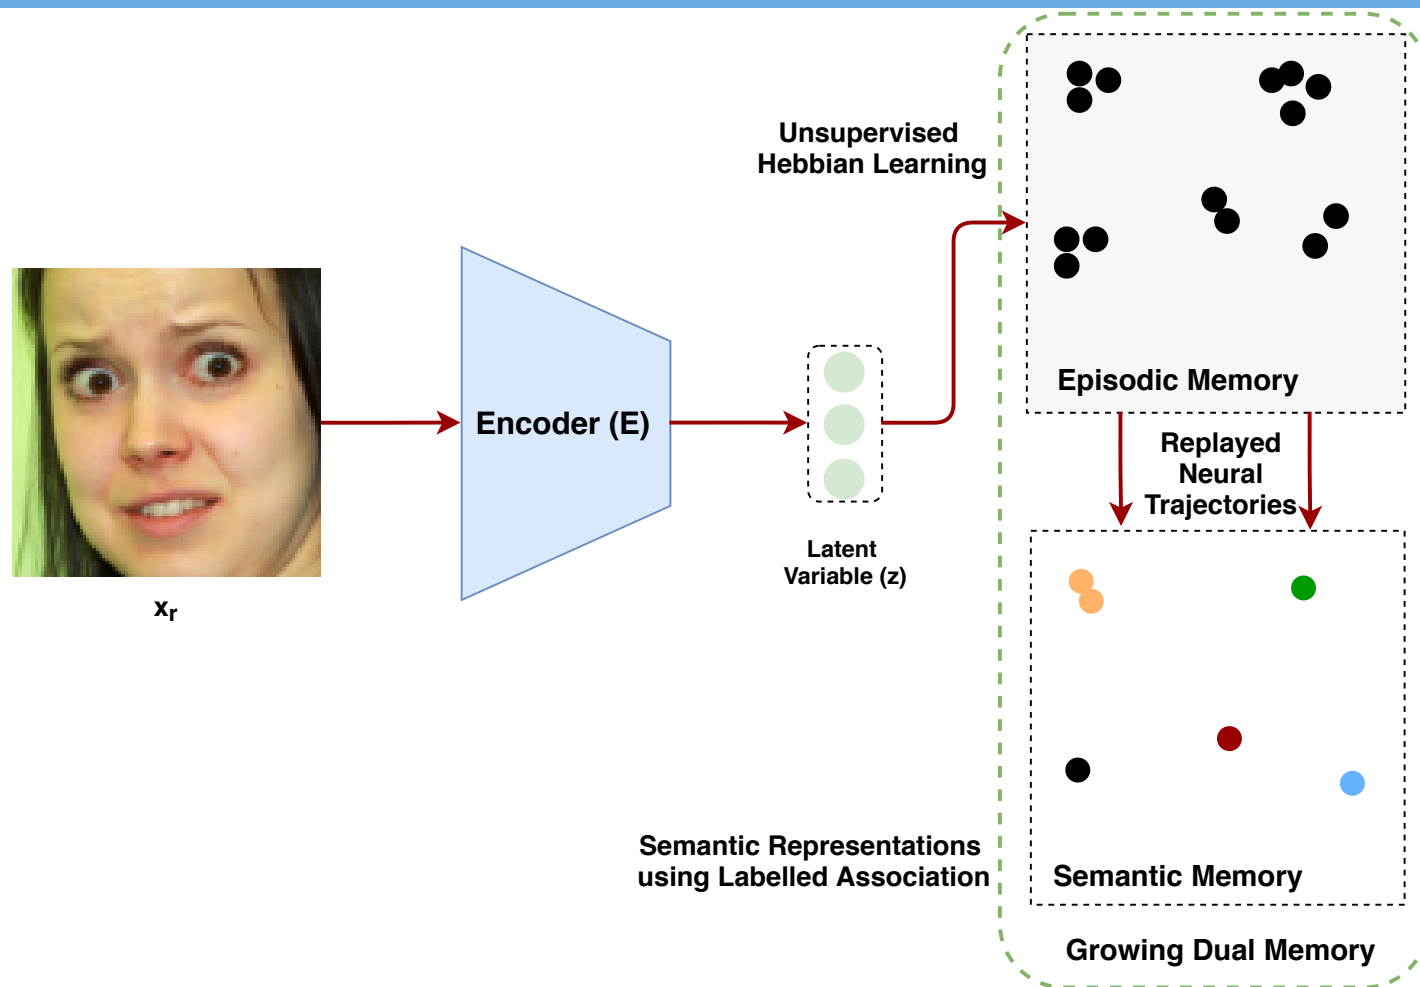 Unsupervised
Hebbian Learning
Episodic Memory
Encoder (E)
Replayed
Neural
Trajectories
Latent
Variable (z)
xᵣ
Semantic Representations
using Labelled Association
Semantic Memory
Growing Dual Memory